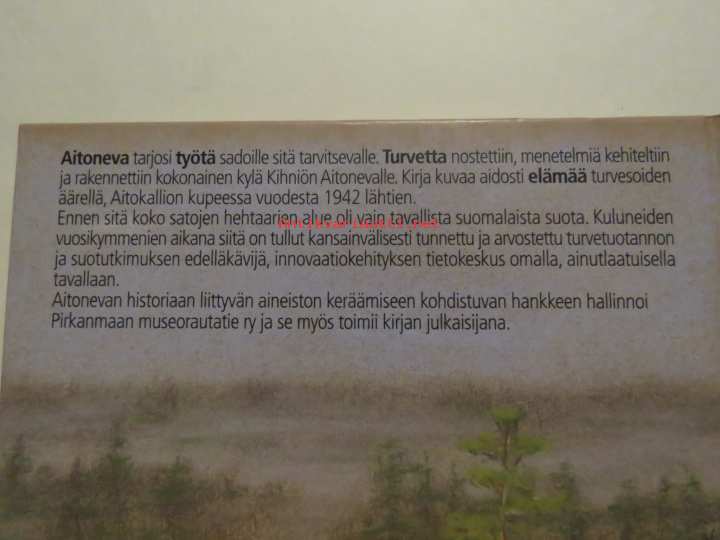 Aitoneva tarjosi työtä sadoille sitä tarvitsevalle. Turvetta nostettiin, menetelmiä kehiteltiin
ja rakennettiin kokonainen kylä Kihniön Aitonevalle. Kirja kuvaa aidosti elämää turvesoiden
äärellä, Aitokallion kupeessa vuodesta 1942 lähtien.
Ennen sitä koko satojen hehtaarien alue oli vain tavallista suomalaista suota. Kuluneiden
vuosikymmenien aikana siitä on tullut kansainvälisesti tunnettu ja arvostettu turvetuotannon
ja suotutkimuksen edelläkävijä, innovaatiokehityksen tietokeskus omalla, ainutlaatuisella
tavallaan.
Aitonevan historiaan liittyvän aineiston keräämiseen kohdistuvan hankkeen hallinnoi
Pirkanmaan museorautatie ry ja se myös toimii kirjan julkaisijana.